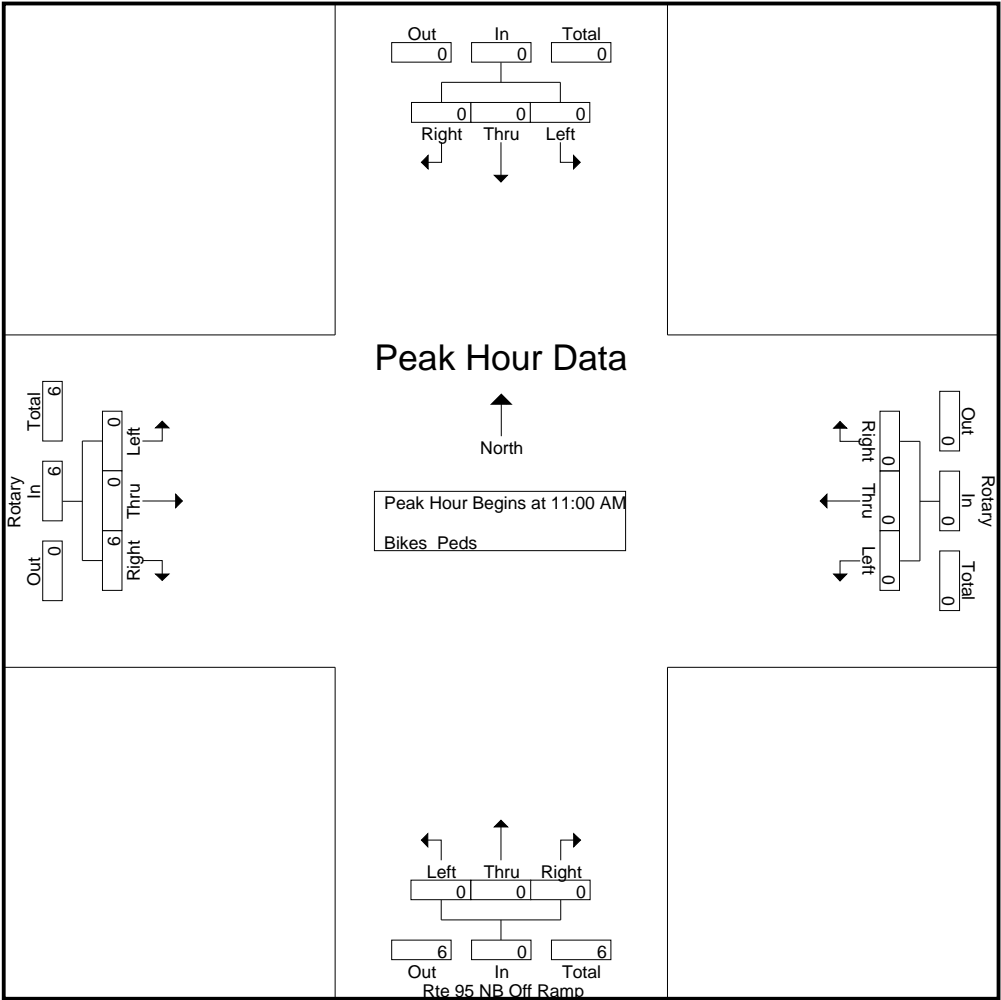 Out In Total
0 0 0
0 0 0
Right Thru Left
Peak Hour Data
North
Peak Hour Begins at 11:00 AM
Bikes Peds
Rotary
Total In Out
6 6 0
Left Thru Right
0 0 6
Rotary
Out In Total
0 0 0
Right Thru Left
0 0 0
Left Thru Right
0 0 0
6 0 6
Out In Total
Rte 95 NB Off Ramp